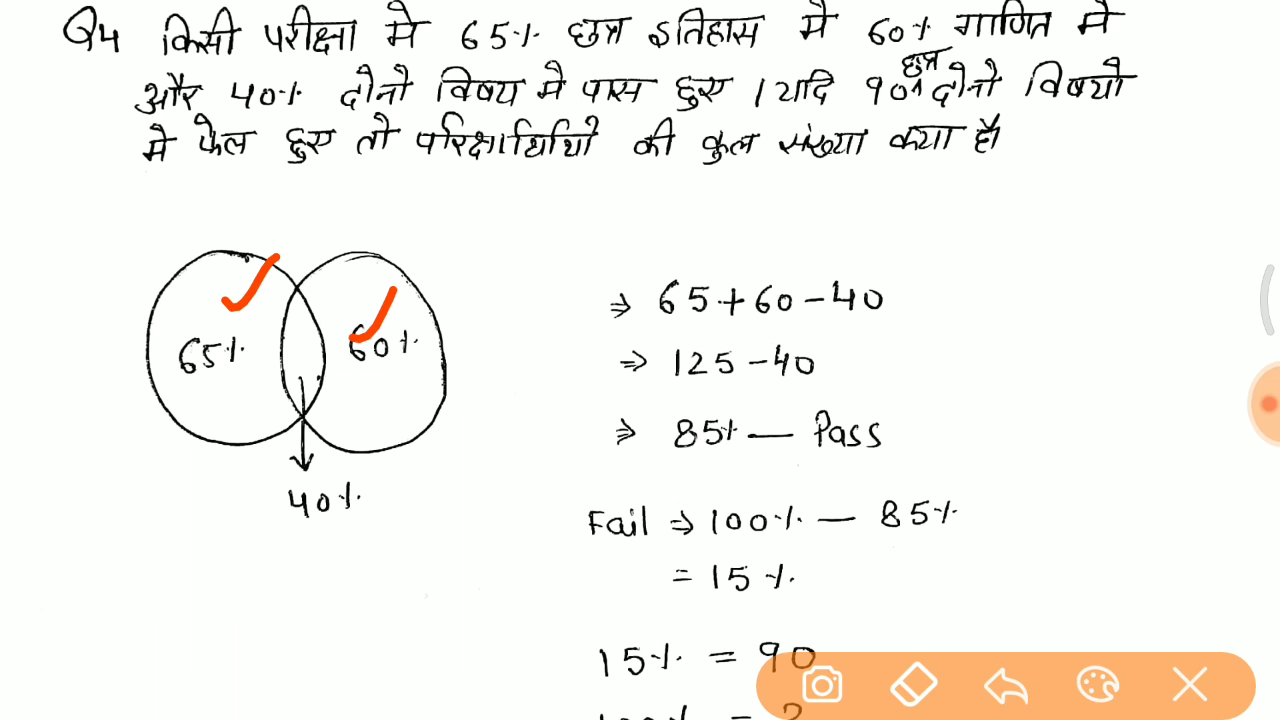 Q4 किसी परीक्षा मे 65% छात्र इतिहास मे 60% गाणित मे
और 40% दोनो विषय मे पास हुए । यदि 90 छात्र दोनो विषयो
मे फेल हुए तो परिक्षार्थियो की कुल संख्या क्या है।
65% 60%
40%
⇒ 65+60-40
⇒ 125-40
⇒ 85% — Pass
Fail ⇒ 100% — 85%
= 15%
15% = 90
100% = ?